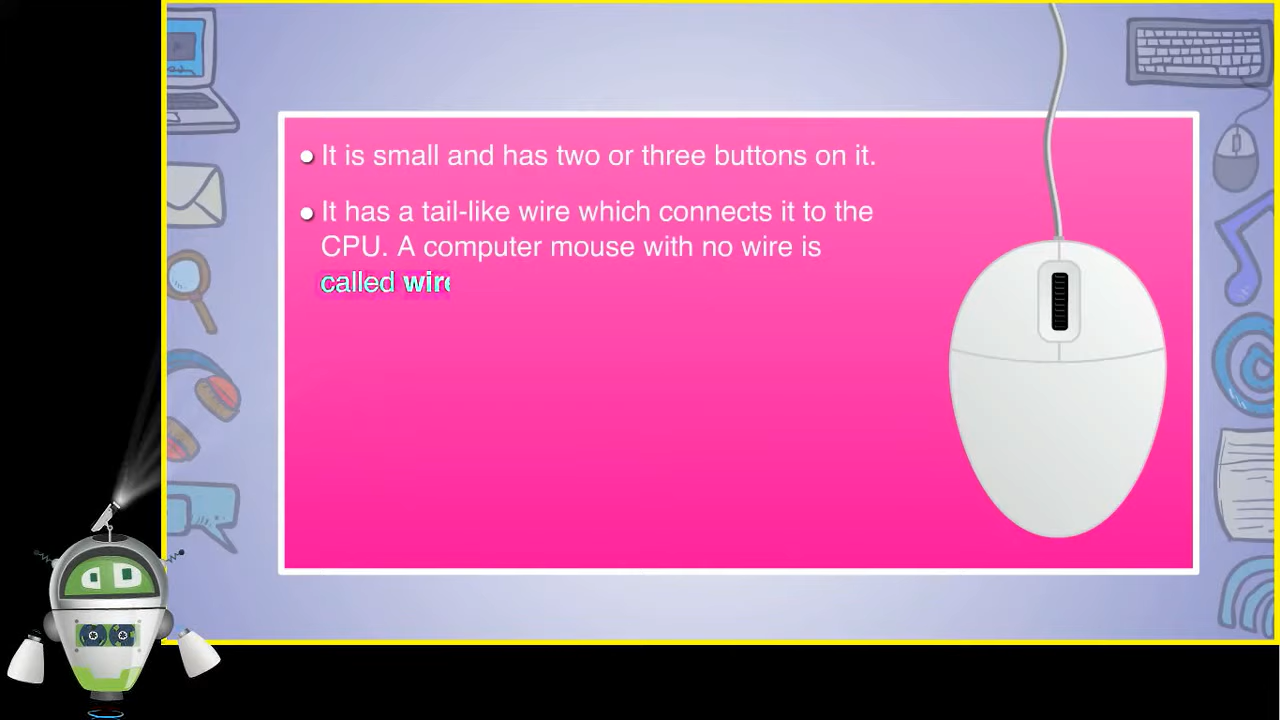 It is small and has two or three buttons on it.
It has a tail-like wire which connects it to the
CPU. A computer mouse with no wire is
called wire